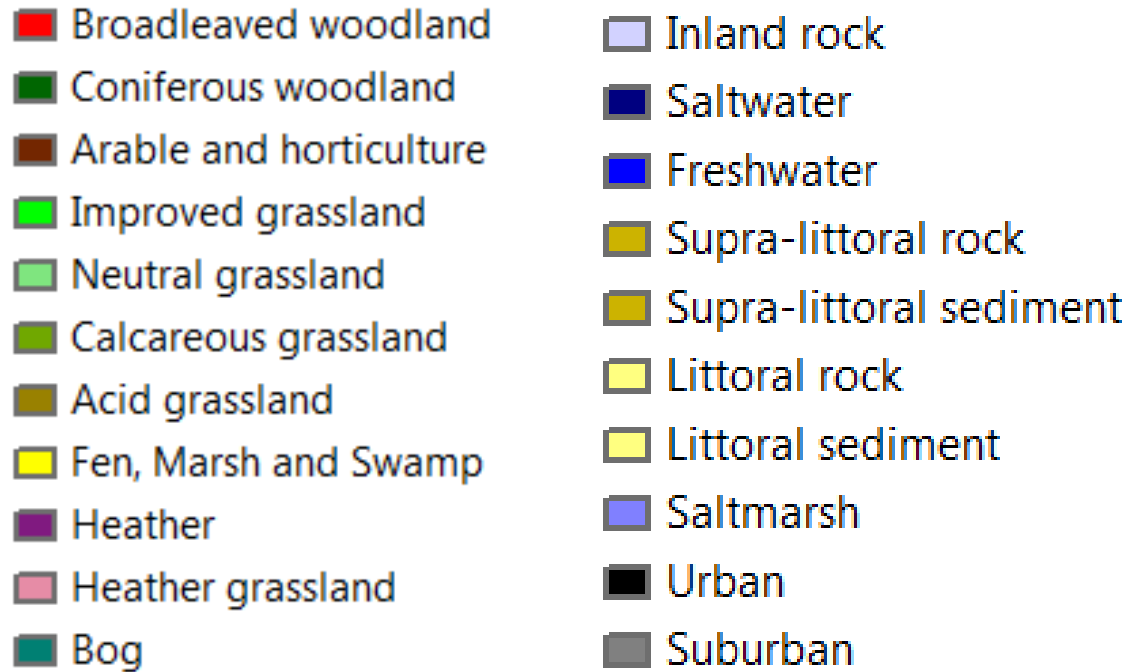 Broadleaved woodland
Coniferous woodland
Arable and horticulture
Improved grassland
Neutral grassland
Calcareous grassland
Acid grassland
Fen, Marsh and Swamp
Heather
Heather grassland
Bog
Inland rock
Saltwater
Freshwater
Supra-littoral rock
Supra-littoral sediment
Littoral rock
Littoral sediment
Saltmarsh
Urban
Suburban